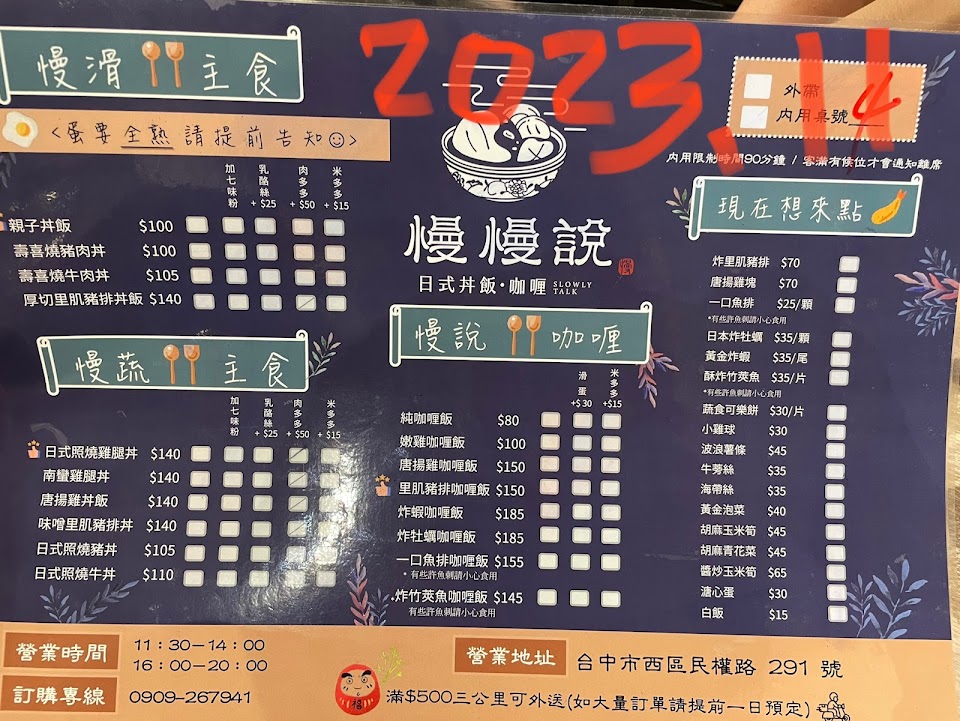 2023.11
慢滑 主食
<蛋要全熟請提前告知☺>
加七味粉 乳酪絲+$25 肉多多+$50 米多多+$15
親子丼飯 $100
壽喜燒豬肉丼 $100
壽喜燒牛肉丼 $105
厚切里肌豬排丼飯 $140
慢蔬 主食
加七味粉 乳酪絲+$25 肉多多+$50 米多多+$15
日式照燒雞腿丼 $140
南蠻雞腿丼 $140
唐揚雞丼飯 $140
味噌里肌豬排丼 $140
日式照燒豬丼 $105
日式照燒牛丼 $110
慢慢說
日式丼飯·咖哩 SLOWLY TALK
慢說 咖哩
滑蛋+$30 米多多+$15
純咖哩飯 $80
嫩雞咖哩飯 $100
唐揚雞咖哩飯 $150
里肌豬排咖哩飯 $150
炸蝦咖哩飯 $185
炸牡蠣咖哩飯 $185
一口魚排咖哩飯 $155
*有些許魚刺請小心食用
炸竹莢魚咖哩飯 $145
有些許魚刺請小心食用
外帶
內用桌號 4
內用限制時間90分鐘 / 客滿有候位才會通知離席
現在想來點
炸里肌豬排 $70
唐揚雞塊 $70
一口魚排 $25/顆
*有些許魚刺請小心食用
日本炸牡蠣 $35/顆
黃金炸蝦 $35/尾
酥炸竹莢魚 $35/片
*有些許魚刺請小心食用
蔬食可樂餅 $30/片
小雞球 $30
波浪薯條 $45
牛蒡絲 $35
海帶絲 $35
黃金泡菜 $40
胡麻玉米筍 $45
胡麻青花菜 $45
醬炒玉米筍 $65
溏心蛋 $30
白飯 $15
營業時間 11:30-14:00
16:00-20:00
訂購專線 0909-267941
營業地址 台中市西區民權路 291 號
滿$500三公里可外送(如大量訂單請提前一日預定)